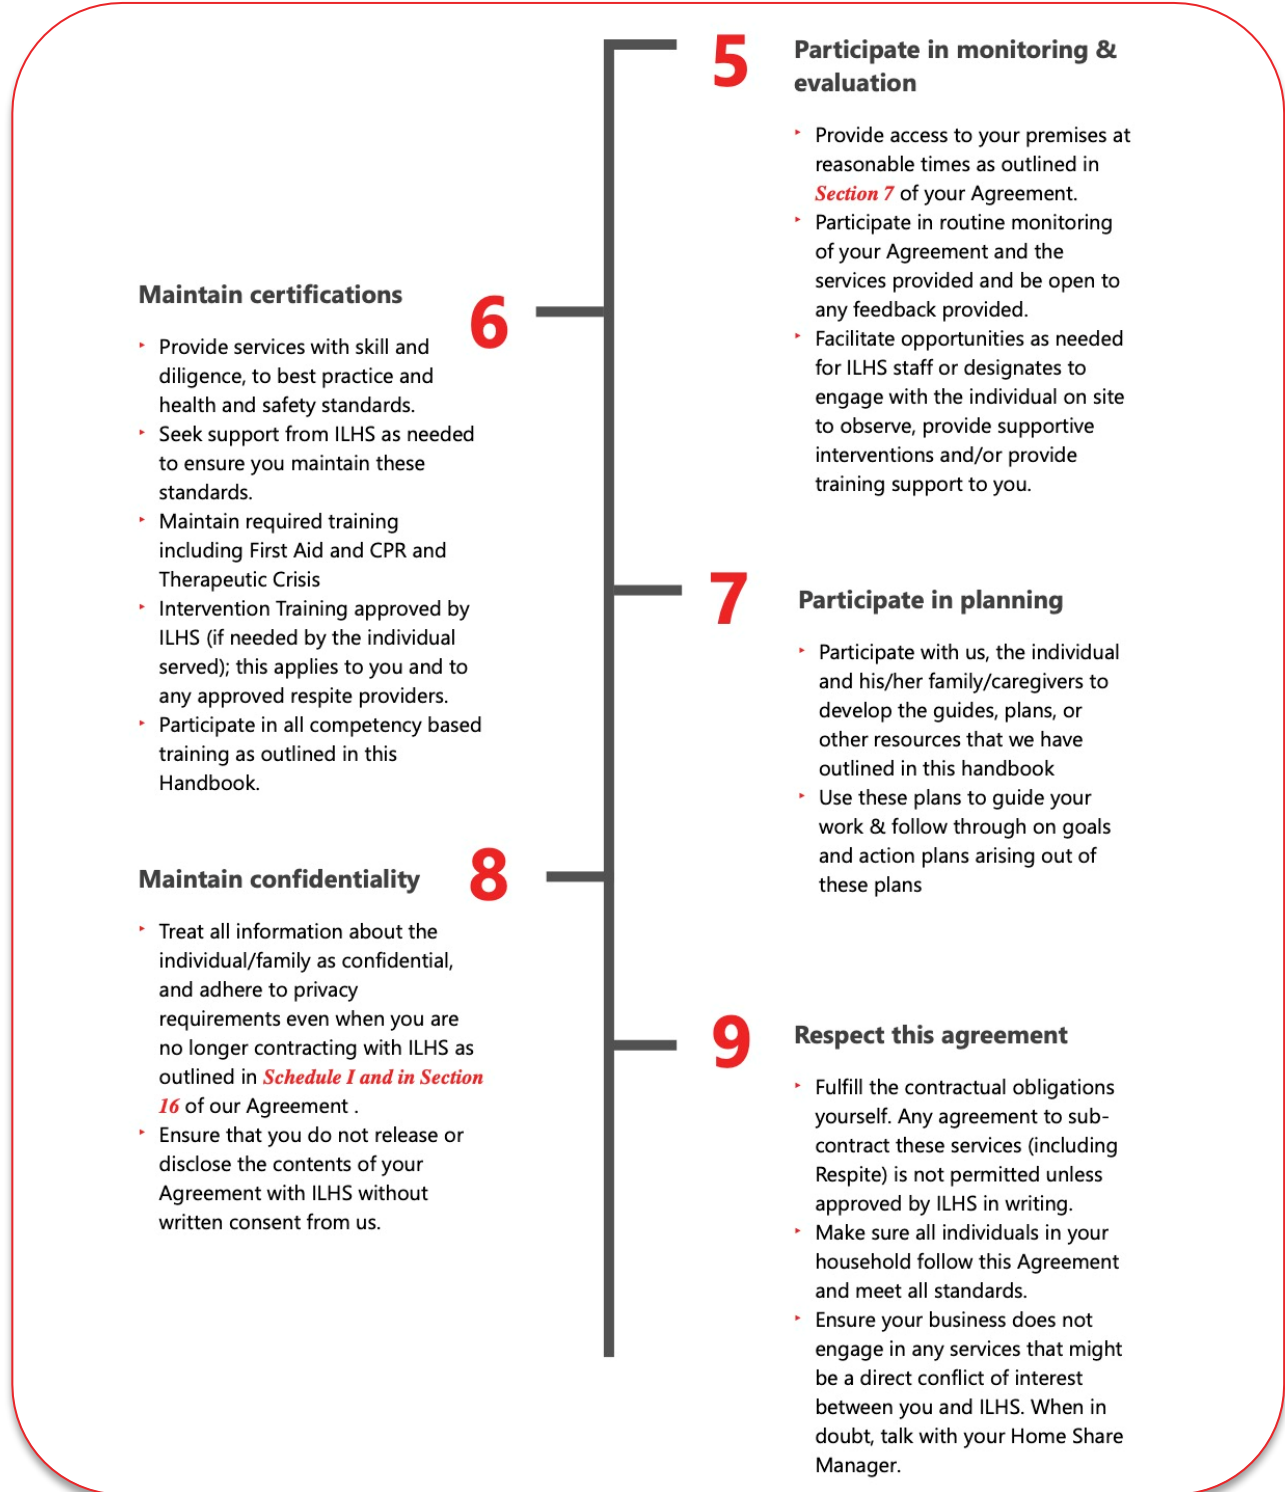 5
Participate in monitoring &
evaluation
‣ Provide access to your premises at
reasonable times as outlined in
Section 7 of your Agreement.
‣ Participate in routine monitoring
of your Agreement and the
services provided and be open to
any feedback provided.
‣ Facilitate opportunities as needed
for ILHS staff or designates to
engage with the individual on site
to observe, provide supportive
interventions and/or provide
training support to you.
6
Maintain certifications
‣ Provide services with skill and
diligence, to best practice and
health and safety standards.
‣ Seek support from ILHS as needed
to ensure you maintain these
standards.
‣ Maintain required training
including First Aid and CPR and
Therapeutic Crisis
‣ Intervention Training approved by
ILHS (if needed by the individual
served); this applies to you and to
any approved respite providers.
‣ Participate in all competency based
training as outlined in this
Handbook.
7
Participate in planning
‣ Participate with us, the individual
and his/her family/caregivers to
develop the guides, plans, or
other resources that we have
outlined in this handbook
‣ Use these plans to guide your
work & follow through on goals
and action plans arising out of
these plans
8
Maintain confidentiality
‣ Treat all information about the
individual/family as confidential,
and adhere to privacy
requirements even when you are
no longer contracting with ILHS as
outlined in Schedule I and in Section
16 of our Agreement .
‣ Ensure that you do not release or
disclose the contents of your
Agreement with ILHS without
written consent from us.
9
Respect this agreement
‣ Fulfill the contractual obligations
yourself. Any agreement to sub-
contract these services (including
Respite) is not permitted unless
approved by ILHS in writing.
‣ Make sure all individuals in your
household follow this Agreement
and meet all standards.
‣ Ensure your business does not
engage in any services that might
be a direct conflict of interest
between you and ILHS. When in
doubt, talk with your Home Share
Manager.